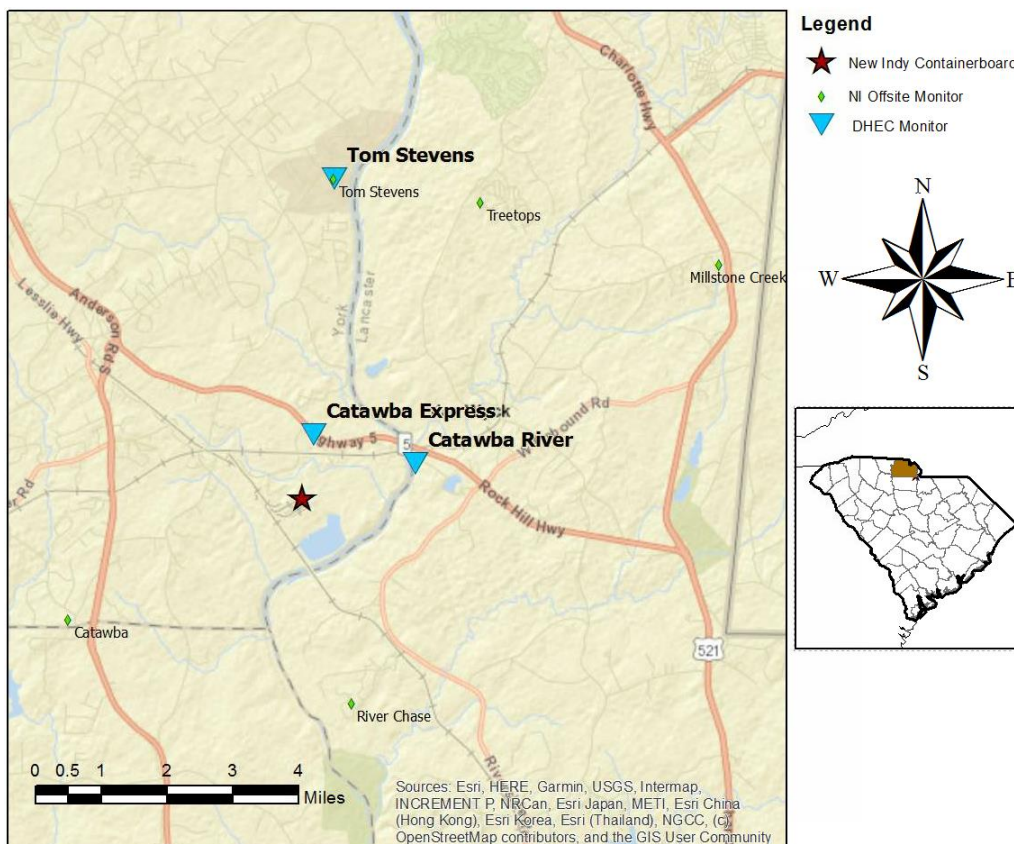 Legend
New Indy Containerboard
NI Offsite Monitor
DHEC Monitor
N
W
S
Charlotte Hwy
Tom Stevens
Tom Stevens
Treetops
Millstone Creek
Lesslie Hwy
Anderson Rd S
York
Lancaster
Catawba Express
ghway 5
5
Catawba River
Rd
Rock Hill Hwy
er Rd
Catawba
521
River Chase
0 0.5 1 2 3 4
Miles
Sources: Esri, HERE, Garmin, USGS, Intermap,
INCREMENT P, NRCan, Esri Japan, METI, Esri China
(Hong Kong), Esri Korea, Esri (Thailand), NGCC, (c)
OpenStreetMap contributors, and the GIS User Community